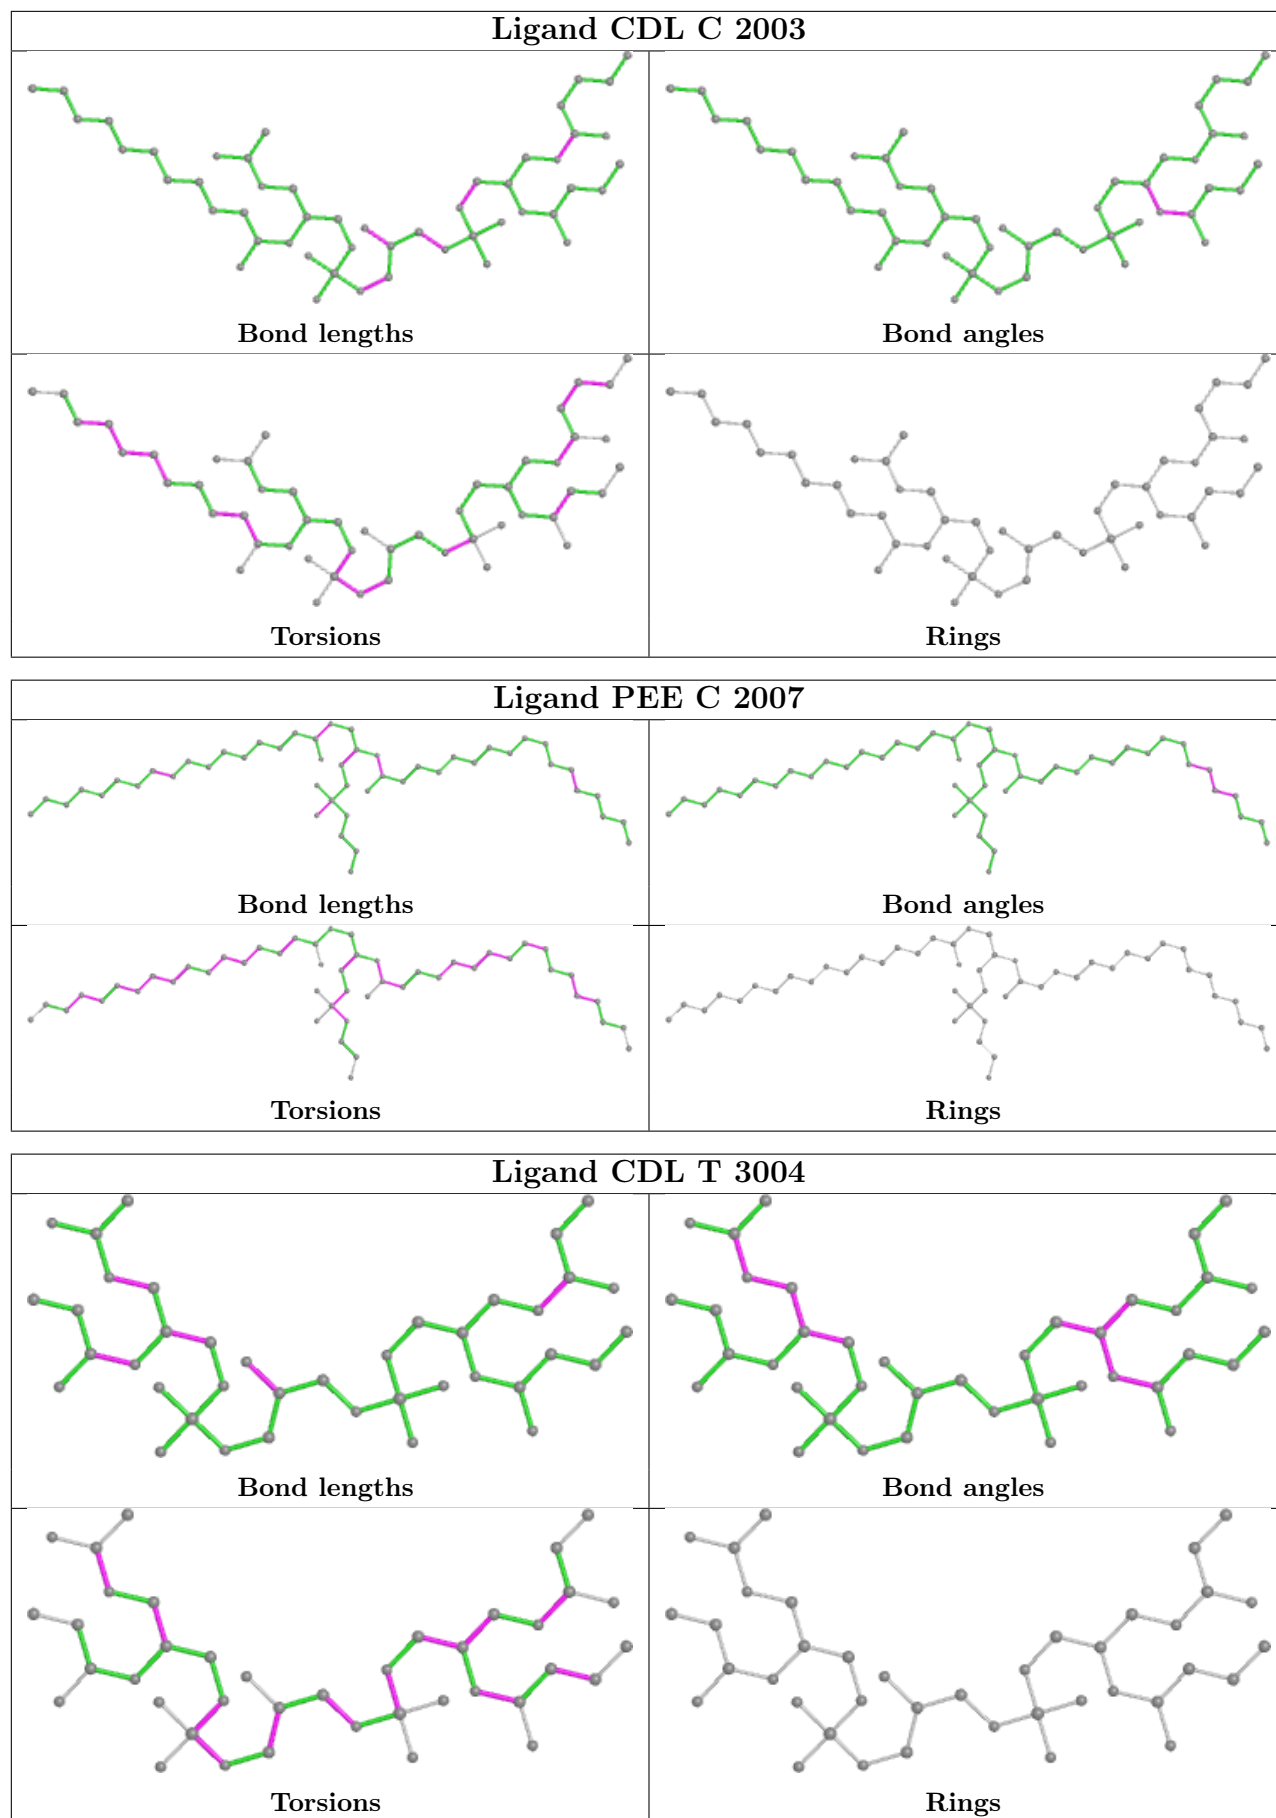 Ligand CDL C 2003
Bond lengths
Bond angles
Torsions
Rings
Ligand PEE C 2007
Bond lengths
Bond angles
Torsions
Rings
Ligand CDL T 3004
Bond lengths
Bond angles
Torsions
Rings